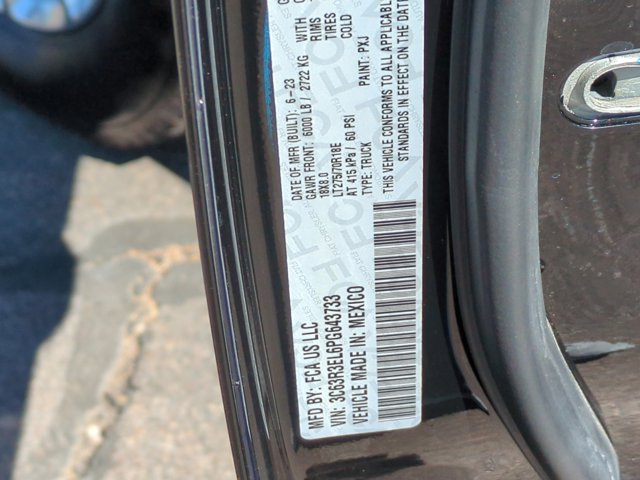 MFD BY: FCA US LLC
DATE OF MFR (BUILT): 6-23
GAWR FRONT: 6000 LB / 2722 KG WITH
18X8.0 RIMS
LT275/70R18E TIRES
AT 415 kPa / 60 PSI COLD
VIN: 3C63R3EL6PG643733
TYPE: TRUCK PAINT: PXJ
VEHICLE MADE IN: MEXICO
THIS VEHICLE CONFORMS TO ALL APPLICABLE
STANDARDS IN EFFECT ON THE DATE